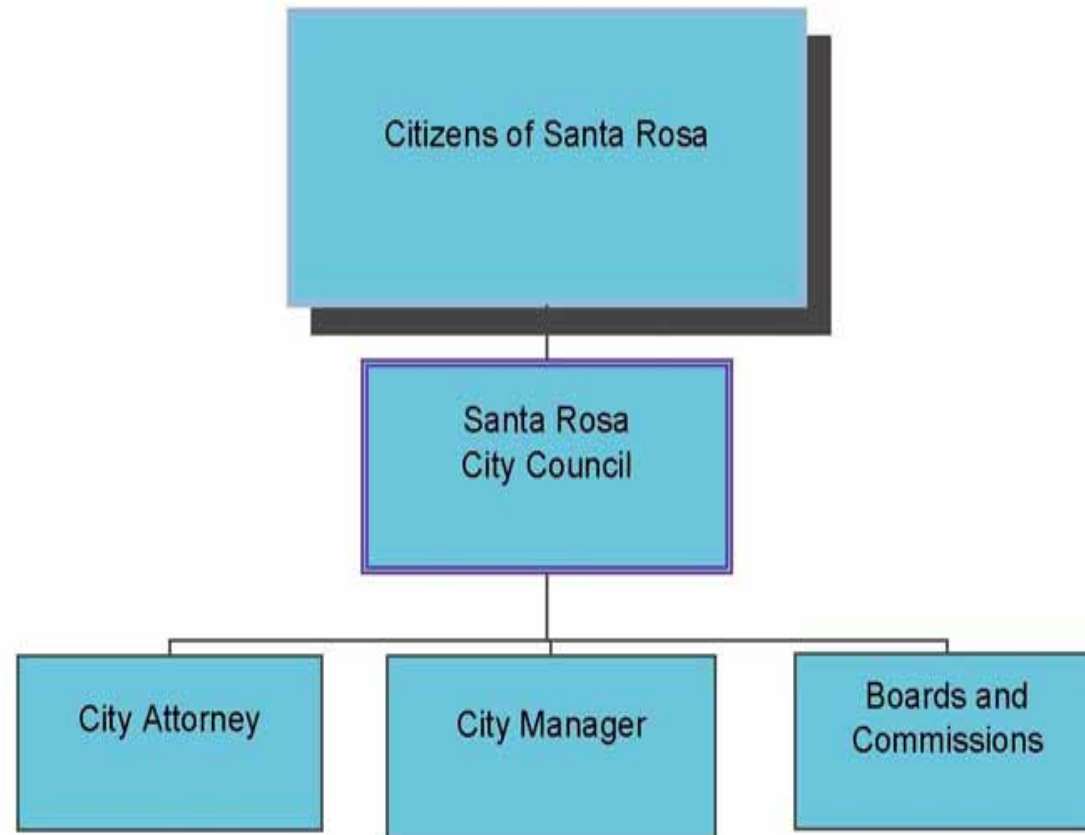 Citizens of Santa Rosa
Santa Rosa
City Council
City Attorney
City Manager
Boards and
Commissions